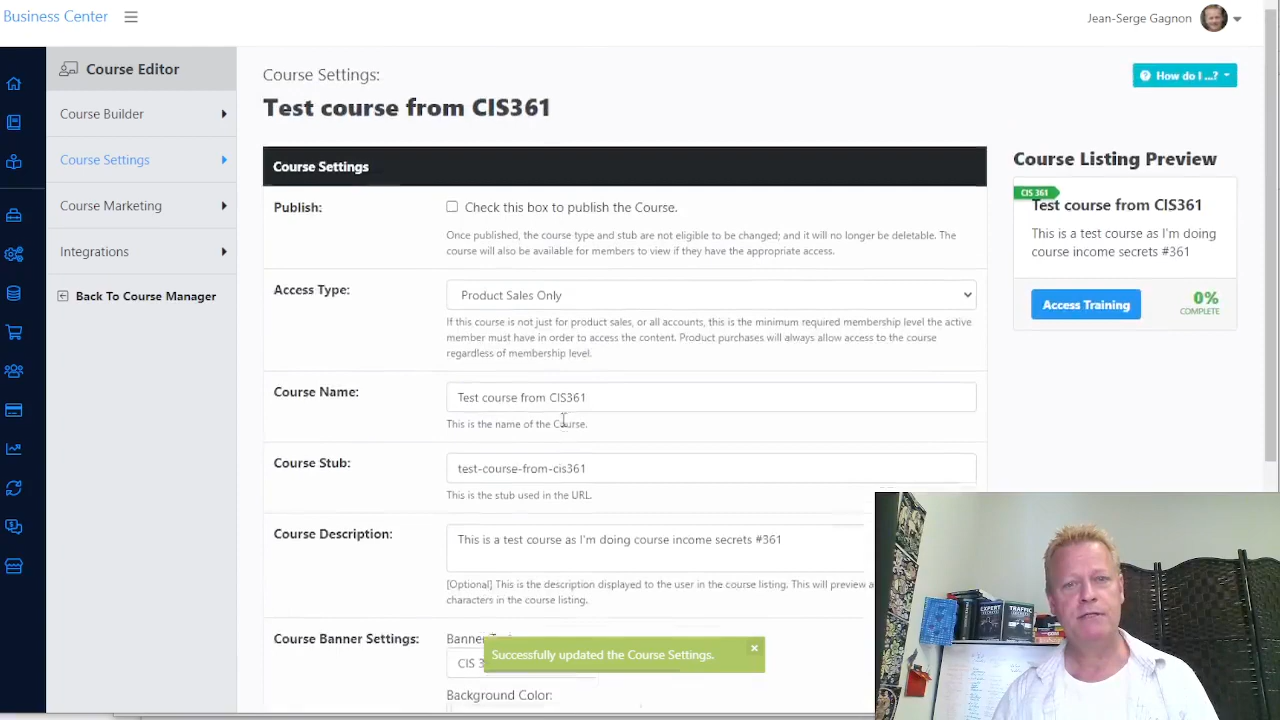 Business Center
Jean-Serge Gagnon
Course Editor
Course Builder
Course Settings
Course Marketing
Integrations
Back To Course Manager
Course Settings:
Test course from CIS361
How do I ...?
Course Settings
Publish:
Check this box to publish the Course.
Once published, the course type and stub are not eligible to be changed; and it will no longer be deletable. The
course will also be available for members to view if they have the appropriate access.
Access Type:
Product Sales Only
If this course is not just for product sales, or all accounts, this is the minimum required membership level the active
member must have in order to access the content. Product purchases will always allow access to the course
regardless of membership level.
Course Name:
Test course from CIS361
This is the name of the Course.
Course Stub:
test-course-from-cis361
This is the stub used in the URL.
Course Description:
This is a test course as I'm doing course income secrets #361
[Optional] This is the description displayed to the user in the course listing. This will preview a
characters in the course listing.
Course Banner Settings:
Banner
CIS 3
Background Color:
Successfully updated the Course Settings.
Course Listing Preview
CIS 361
Test course from CIS361
This is a test course as I'm doing
course income secrets #361
Access Training
0%
COMPLETE
EXPERT
SECRETS
TRAFFIC
SECRETS